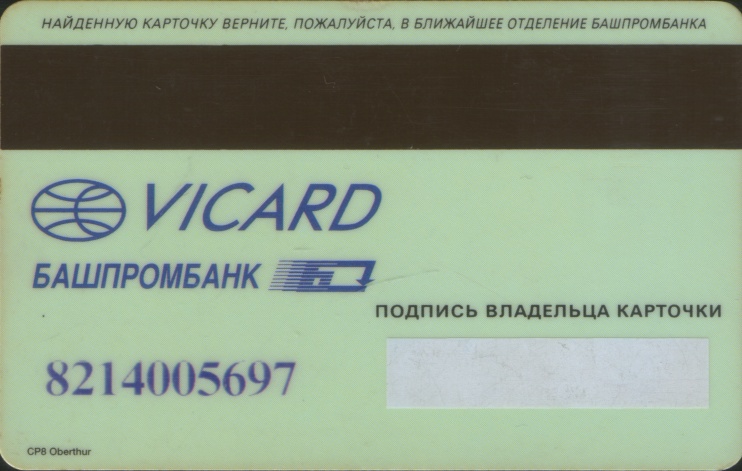 НАЙДЕННУЮ КАРТОЧКУ ВЕРНИТЕ, ПОЖАЛУЙСТА, В БЛИЖАЙШЕЕ ОТДЕЛЕНИЕ БАШПРОМБАНКА
VICARD
БАШПРОМБАНК
ПОДПИСЬ ВЛАДЕЛЬЦА КАРТОЧКИ
8214005697
CP8 Oberthur